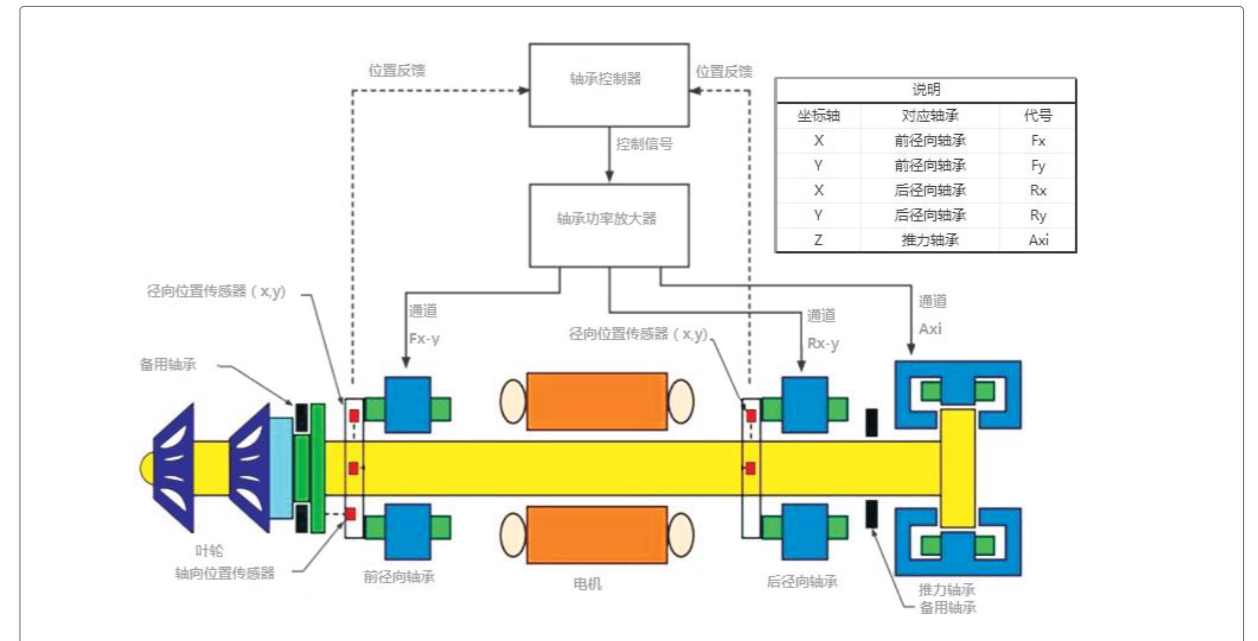 位置反馈
轴承控制器
位置反馈
控制信号
轴承功率放大器
说明
坐标轴 对应轴承 代号
X 前径向轴承 Fx
Y 前径向轴承 Fy
X 后径向轴承 Rx
Y 后径向轴承 Ry
Z 推力轴承 Axi
径向位置传感器（x,y)
通道
Fx-y
径向位置传感器（x,y)
通道
Rx-y
通道
Axi
备用轴承
叶轮
轴向位置传感器
前径向轴承
电机
后径向轴承
推力轴承
备用轴承